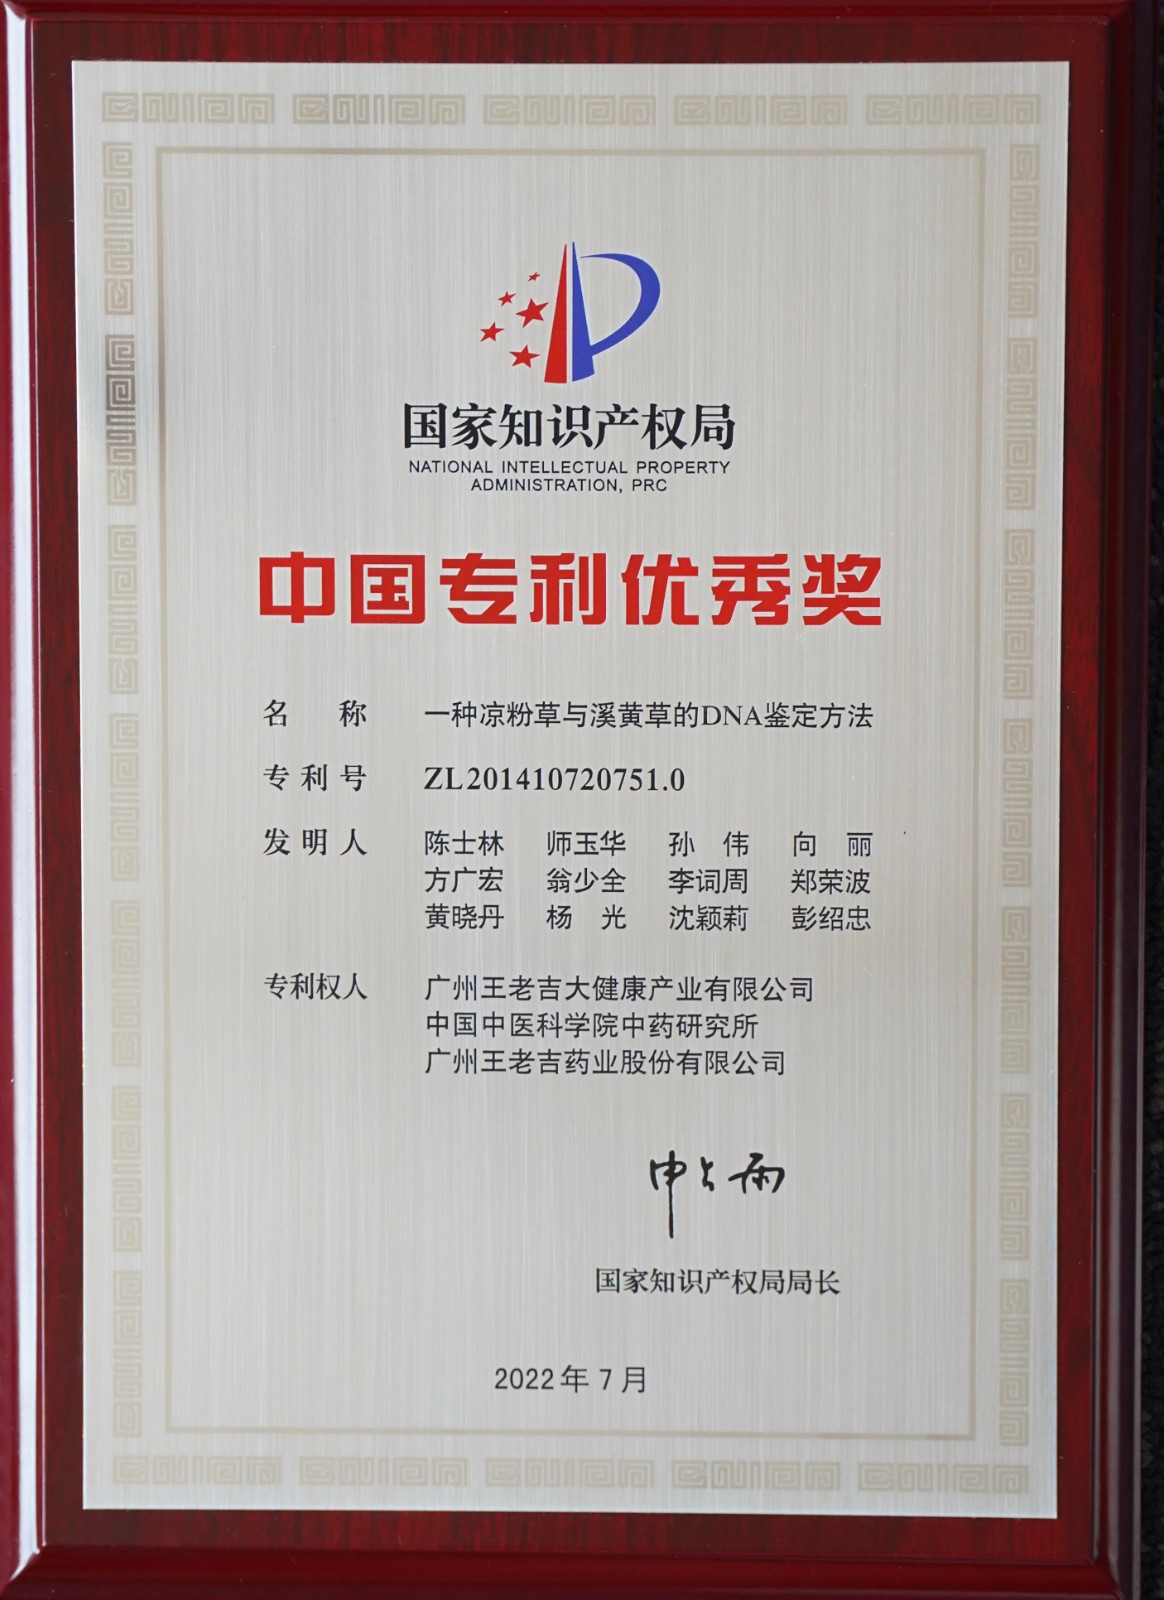 国家知识产权局
NATIONAL INTELLECTUAL PROPERTY
ADMINISTRATION, PRC
中国专利优秀奖
名 称 一种凉粉草与溪黄草的DNA鉴定方法
专利号 ZL201410720751.0
发明人 陈士林 师玉华 孙 伟 向 丽
方广宏 翁少全 李词周 郑荣波
黄晓丹 杨 光 沈颖莉 彭绍忠
专利权人 广州王老吉大健康产业有限公司
中国中医科学院中药研究所
广州王老吉药业股份有限公司
申长雨
国家知识产权局局长
2022年7月